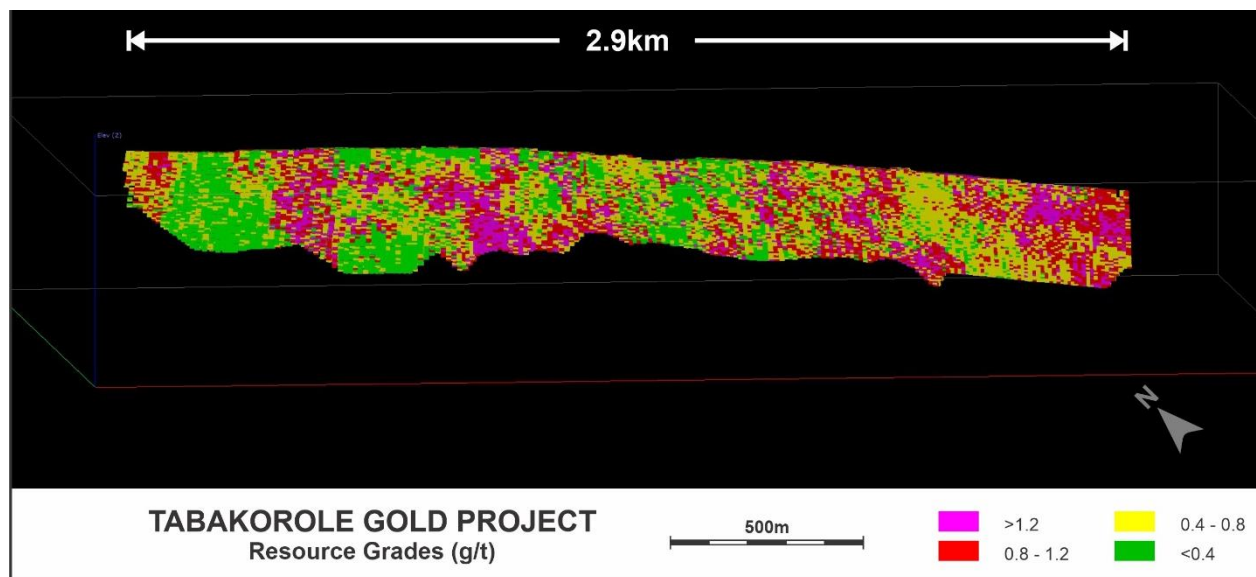 2.9km
Elev (Z)
N
TABAKOROLE GOLD PROJECT
Resource Grades (g/t)
500m
>1.2
0.4 - 0.8
0.8 - 1.2
<0.4